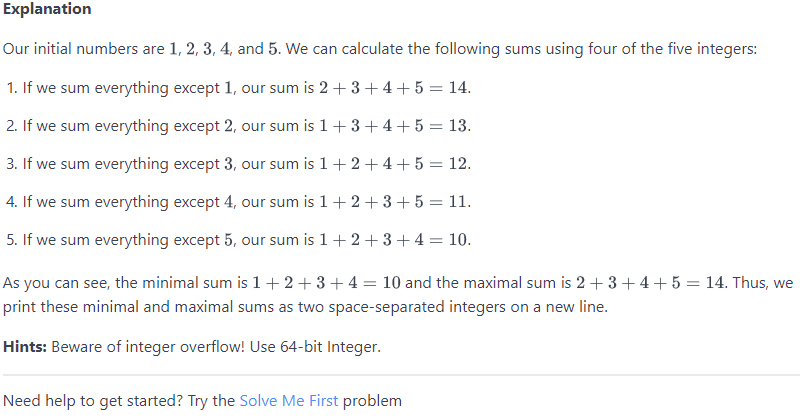 Explanation
Our initial numbers are 1, 2, 3, 4, and 5. We can calculate the following sums using four of the five integers:
1. If we sum everything except 1, our sum is 2 + 3 + 4 + 5 = 14.
2. If we sum everything except 2, our sum is 1 + 3 + 4 + 5 = 13.
3. If we sum everything except 3, our sum is 1 + 2 + 4 + 5 = 12.
4. If we sum everything except 4, our sum is 1 + 2 + 3 + 5 = 11.
5. If we sum everything except 5, our sum is 1 + 2 + 3 + 4 = 10.
As you can see, the minimal sum is 1 + 2 + 3 + 4 = 10 and the maximal sum is 2 + 3 + 4 + 5 = 14. Thus, we
print these minimal and maximal sums as two space-separated integers on a new line.
Hints: Beware of integer overflow! Use 64-bit Integer.
Need help to get started? Try the Solve Me First problem